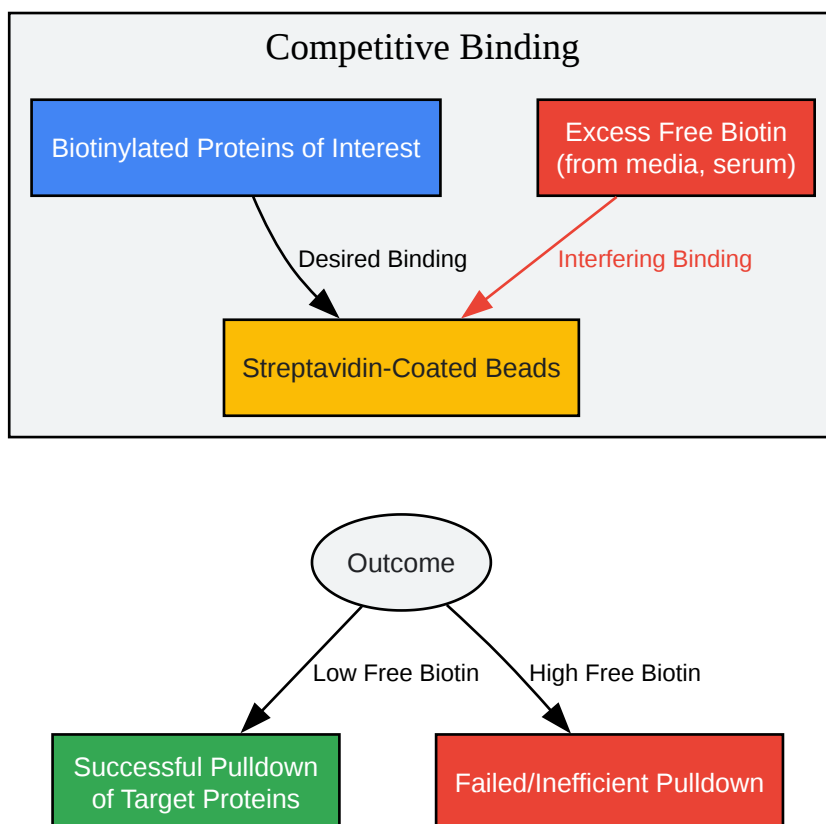 Competitive Binding
Biotinylated Proteins of Interest
Excess Free Biotin
(from media, serum)
Desired Binding
Interfering Binding
Streptavidin-Coated Beads
Outcome
Low Free Biotin
High Free Biotin
Successful Pulldown
of Target Proteins
Failed/Inefficient Pulldown